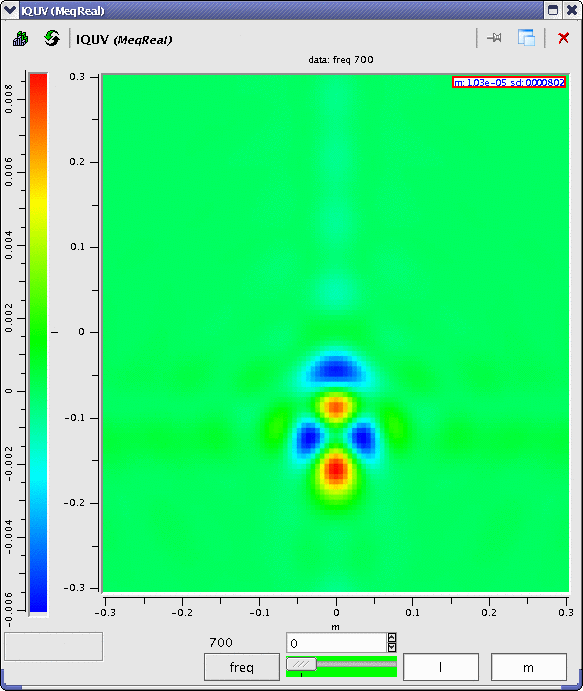 IQUV (MeqReal)
IQUV (MeqReal)
data: freq 700
m: 1.03e-05 sd: 0.000802
0.008
0.006
0.004
0.002
0
-0.002
-0.004
-0.006
0.3
0.2
0.1
0
-0.1
-0.2
-0.3
-0.3 -0.2 -0.1 0 0.1 0.2 0.3
m
700 0
freq l m